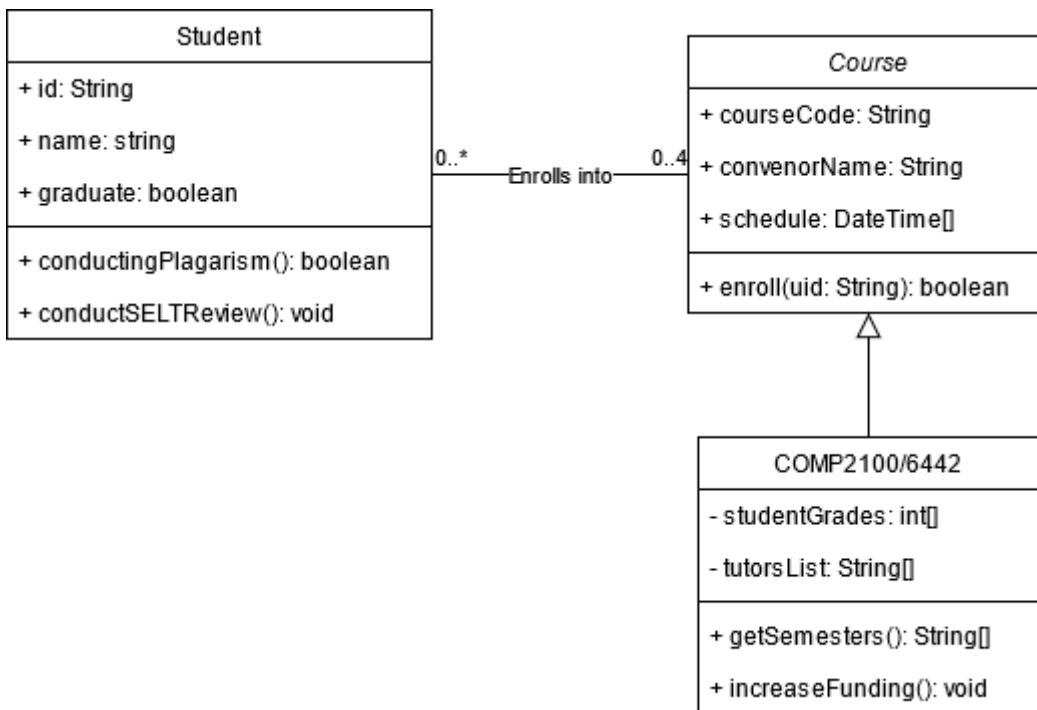 Student
+ id: String
+ name: string
+ graduate: boolean
+ conductingPlagarism(): boolean
+ conductSELTReview(): void
0..*
Enrolls into
0..4
Course
+ courseCode: String
+ convenorName: String
+ schedule: DateTime[]
+ enroll(uid: String): boolean
COMP2100/6442
- studentGrades: int[]
- tutorsList: String[]
+ getSemesters(): String[]
+ increaseFunding(): void